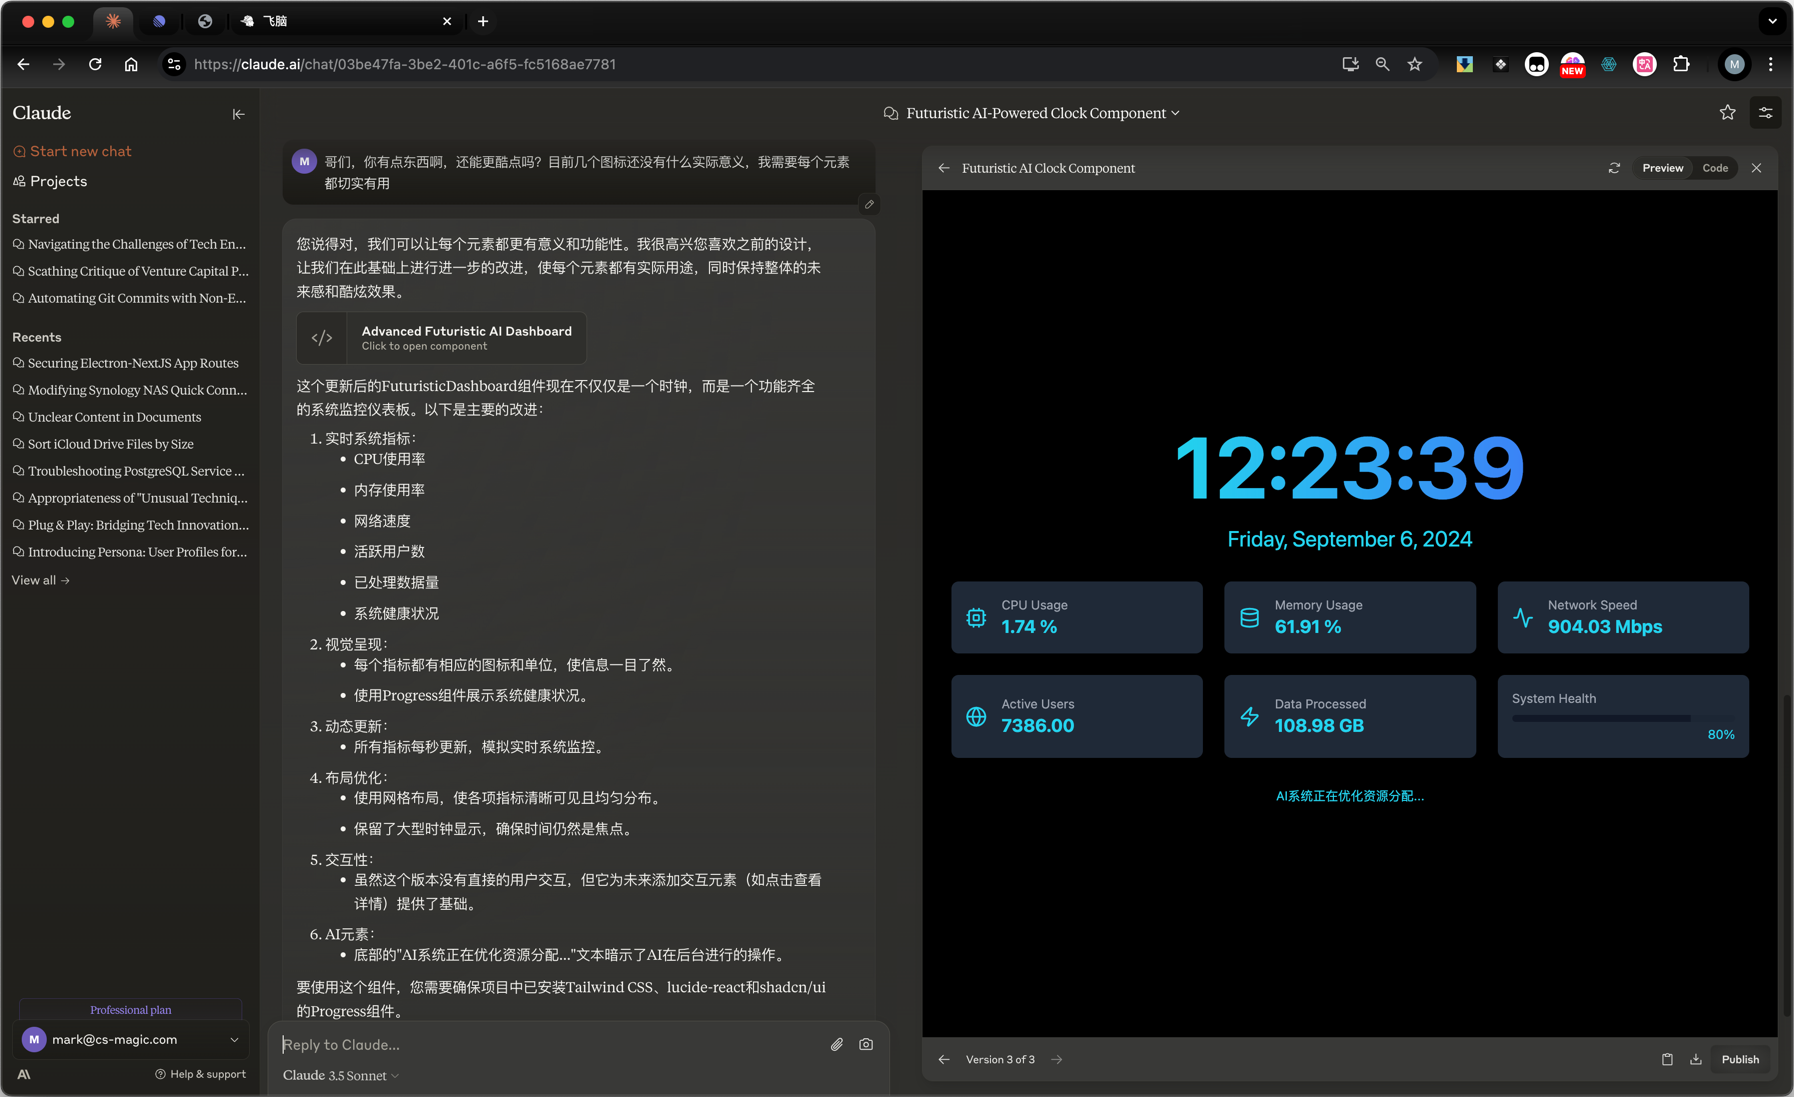 飞脑
https://claude.ai/chat/03be47fa-3be2-401c-a6f5-fc5168ae7781
NEW
M
Claude
Start new chat
Projects
Starred
Navigating the Challenges of Tech En...
Scathing Critique of Venture Capital P...
Automating Git Commits with Non-E...
Recents
Securing Electron-NextJS App Routes
Modifying Synology NAS Quick Conn...
Unclear Content in Documents
Sort iCloud Drive Files by Size
Troubleshooting PostgreSQL Service ...
Appropriateness of "Unusual Techniq...
Plug & Play: Bridging Tech Innovation...
Introducing Persona: User Profiles for...
View all →
Professional plan
M
mark@cs-magic.com
Help & support
Futuristic AI-Powered Clock Component
M
哥们，你有点东西啊，还能更酷点吗？目前几个图标还没有什么实际意义，我需要每个元素
都切实有用
您说得对，我们可以让每个元素都更有意义和功能性。我很高兴您喜欢之前的设计，
让我们在此基础上进行进一步的改进，使每个元素都有实际用途，同时保持整体的未
来感和酷炫效果。
Advanced Futuristic AI Dashboard
Click to open component
这个更新后的FuturisticDashboard组件现在不仅仅是一个时钟，而是一个功能齐全
的系统监控仪表板。以下是主要的改进：
1. 实时系统指标：
• CPU使用率
• 内存使用率
• 网络速度
• 活跃用户数
• 已处理数据量
• 系统健康状况
2. 视觉呈现：
• 每个指标都有相应的图标和单位，使信息一目了然。
• 使用Progress组件展示系统健康状况。
3. 动态更新：
• 所有指标每秒更新，模拟实时系统监控。
4. 布局优化：
• 使用网格布局，使各项指标清晰可见且均匀分布。
• 保留了大型时钟显示，确保时间仍然是焦点。
5. 交互性：
• 虽然这个版本没有直接的用户交互，但它为未来添加交互元素（如点击查看
详情）提供了基础。
6. AI元素：
• 底部的"AI系统正在优化资源分配..."文本暗示了AI在后台进行的操作。
要使用这个组件，您需要确保项目中已安装Tailwind CSS、lucide-react和shadcn/ui
的Progress组件。
Reply to Claude...
Claude 3.5 Sonnet
Futuristic AI Clock Component
Preview
Code
12:23:39
Friday, September 6, 2024
CPU Usage
1.74 %
Memory Usage
61.91 %
Network Speed
904.03 Mbps
Active Users
7386.00
Data Processed
108.98 GB
System Health
80%
AI系统正在优化资源分配...
Version 3 of 3
Publish